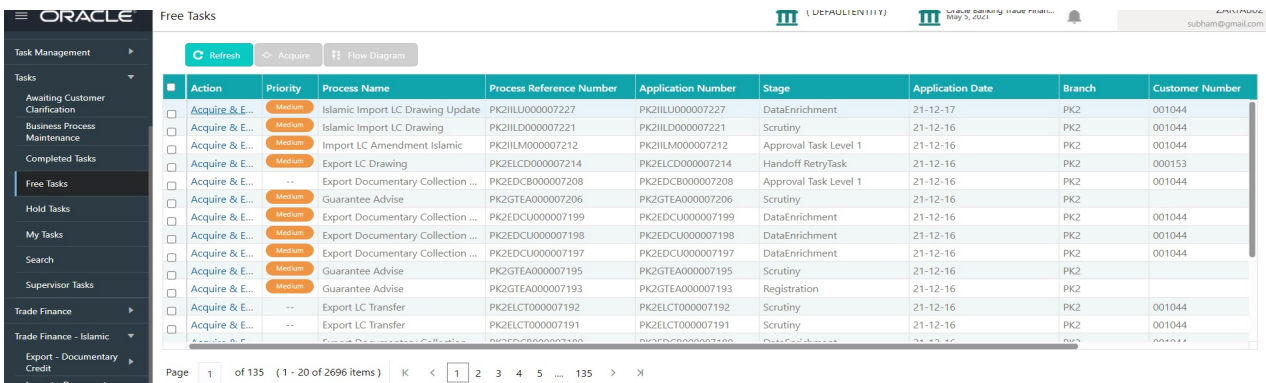 ORACLE
Free Tasks
( DEFAULTENTITY)
Oracle Banking Trade Finan...
May 5, 2021
subham@gmail.com
Task Management
Tasks
Awaiting Customer
Clarification
Business Process
Maintenance
Completed Tasks
Free Tasks
Hold Tasks
My Tasks
Search
Supervisor Tasks
Trade Finance
Trade Finance - Islamic
Export - Documentary
Credit
Refresh Acquire Flow Diagram
Action Priority Process Name Process Reference Number Application Number Stage Application Date Branch Customer Number
Acquire & E... Medium Islamic Import LC Drawing Update PK2IILU000007227 PK2IILU000007227 DataEnrichment 21-12-17 PK2 001044
Acquire & E... Medium Islamic Import LC Drawing PK2IILD000007221 PK2IILD000007221 Scrutiny 21-12-16 PK2 001044
Acquire & E... Medium Import LC Amendment Islamic PK2IILM000007212 PK2IILM000007212 Approval Task Level 1 21-12-16 PK2 001044
Acquire & E... Medium Export LC Drawing PK2ELCD000007214 PK2ELCD000007214 Handoff RetryTask 21-12-16 PK2 000153
Acquire & E... -- Export Documentary Collection ... PK2EDCB000007208 PK2EDCB000007208 Approval Task Level 1 21-12-16 PK2 001044
Acquire & E... Medium Guarantee Advise PK2GTEA000007206 PK2GTEA000007206 Scrutiny 21-12-16 PK2
Acquire & E... Medium Export Documentary Collection ... PK2EDCU000007199 PK2EDCU000007199 DataEnrichment 21-12-16 PK2 001044
Acquire & E... Medium Export Documentary Collection ... PK2EDCU000007198 PK2EDCU000007198 DataEnrichment 21-12-16 PK2 001044
Acquire & E... Medium Export Documentary Collection ... PK2EDCU000007197 PK2EDCU000007197 DataEnrichment 21-12-16 PK2 001044
Acquire & E... Medium Guarantee Advise PK2GTEA000007195 PK2GTEA000007195 Scrutiny 21-12-16 PK2
Acquire & E... Medium Guarantee Advise PK2GTEA000007193 PK2GTEA000007193 Registration 21-12-16 PK2
Acquire & E... -- Export LC Transfer PK2ELCT000007192 PK2ELCT000007192 Scrutiny 21-12-16 PK2 001044
Acquire & E... -- Export LC Transfer PK2ELCT000007191 PK2ELCT000007191 Scrutiny 21-12-16 PK2 001044
Page 1 of 135 ( 1 - 20 of 2696 items ) 1 2 3 4 5 ... 135